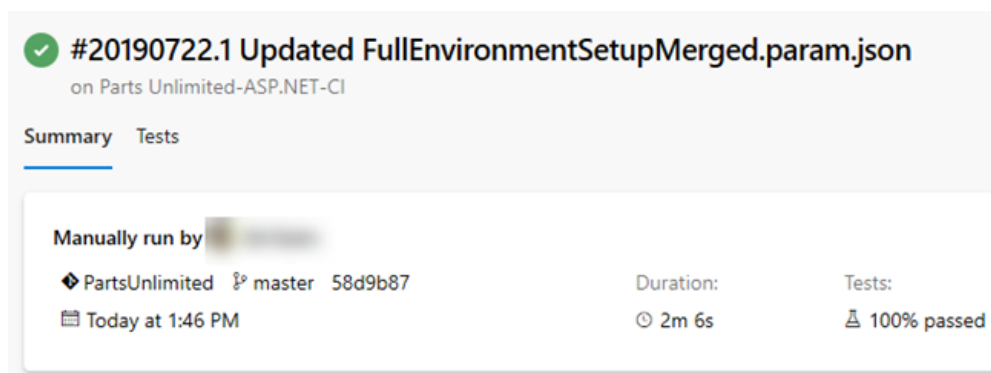 #20190722.1 Updated FullEnvironmentSetupMerged.param.json
on Parts Unlimited-ASP.NET-CI
Summary Tests
Manually run by
PartsUnlimited master 58d9b87 Duration: Tests:
Today at 1:46 PM 2m 6s 100% passed